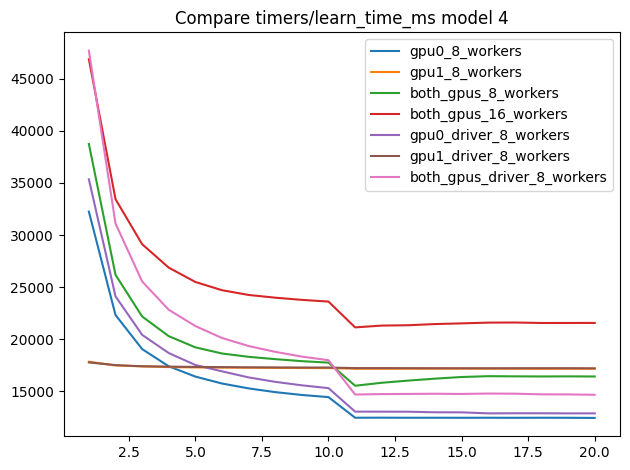 Compare timers/learn_time_ms model 4
gpu0_8_workers
gpu1_8_workers
both_gpus_8_workers
both_gpus_16_workers
gpu0_driver_8_workers
gpu1_driver_8_workers
both_gpus_driver_8_workers
45000
40000
35000
30000
25000
20000
15000
2.5 5.0 7.5 10.0 12.5 15.0 17.5 20.0